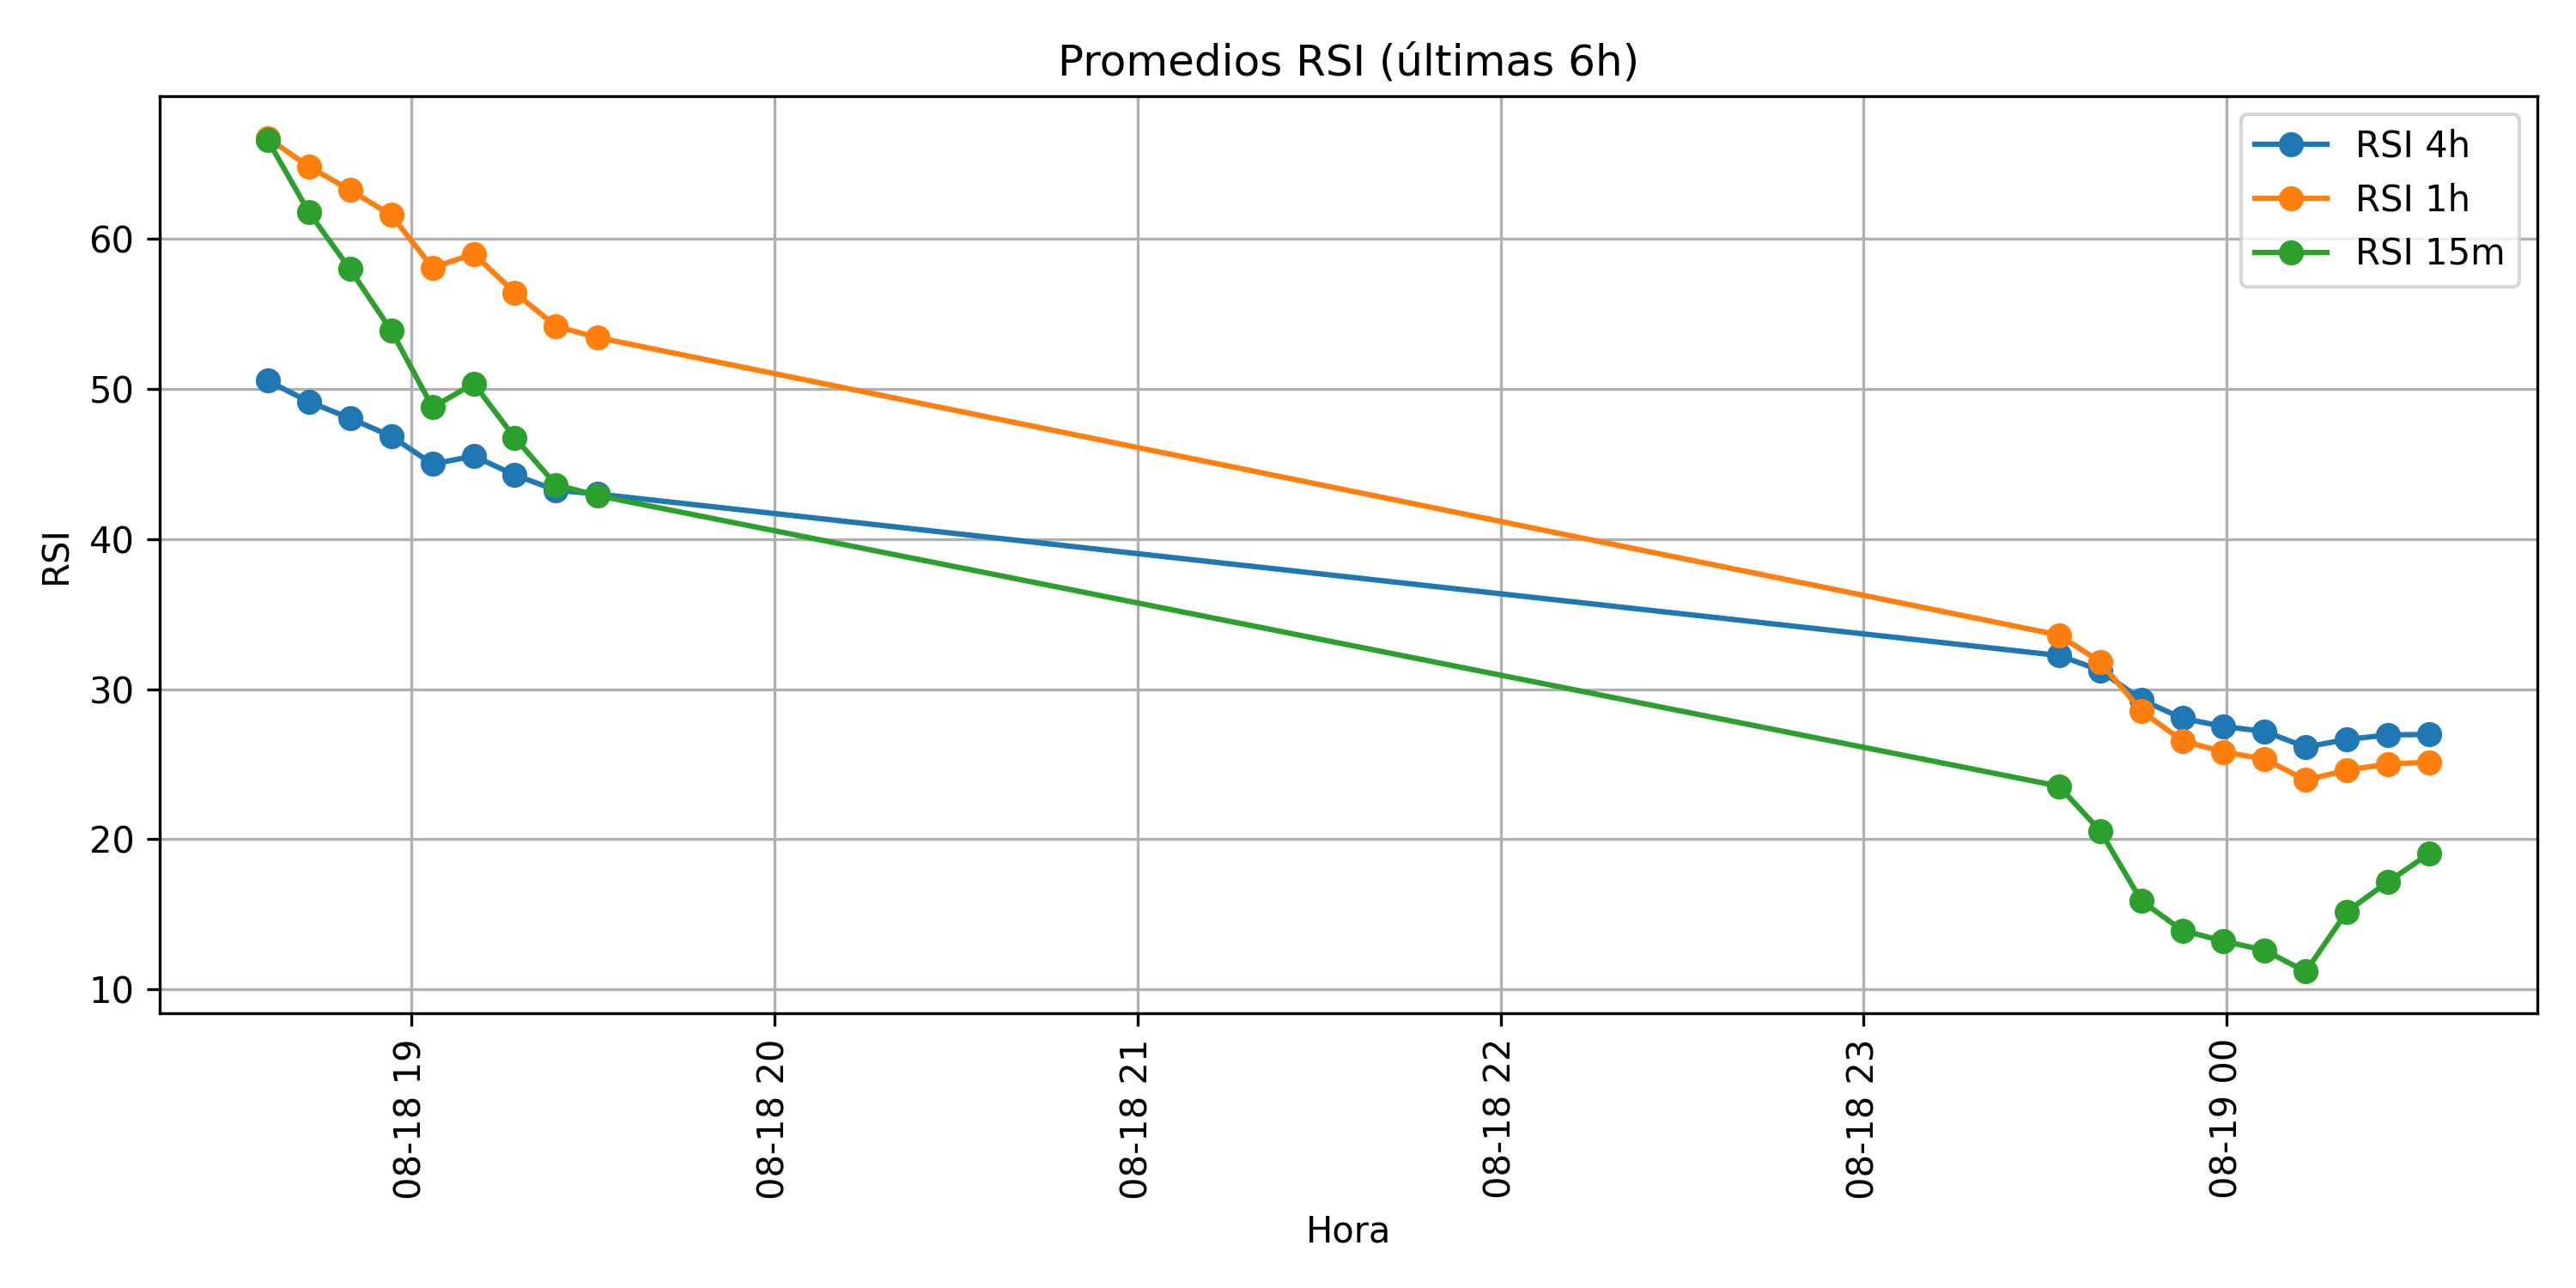 Promedios RSI (últimas 6h)
RSI 4h
RSI 1h
RSI 15m
RSI
60
50
40
30
20
10
08-18 19
08-18 20
08-18 21
08-18 22
08-18 23
08-19 00
Hora